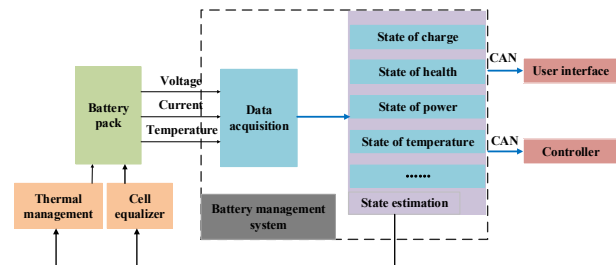 State of charge
CAN
State of health
User interface
Voltage
Battery
pack
Current
Data
acquisition
State of power
Temperature
State of temperature
CAN
Controller
......
Thermal
management
Cell
equalizer
Battery management
system
State estimation